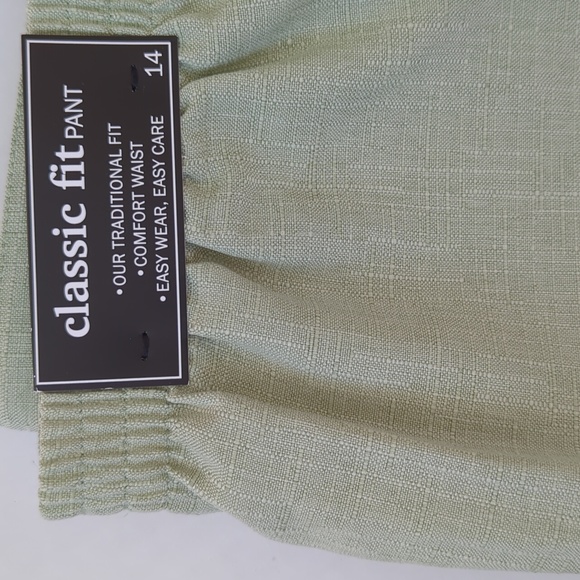 classic fit PANT
• OUR TRADITIONAL FIT
• COMFORT WAIST
• EASY WEAR, EASY CARE
14